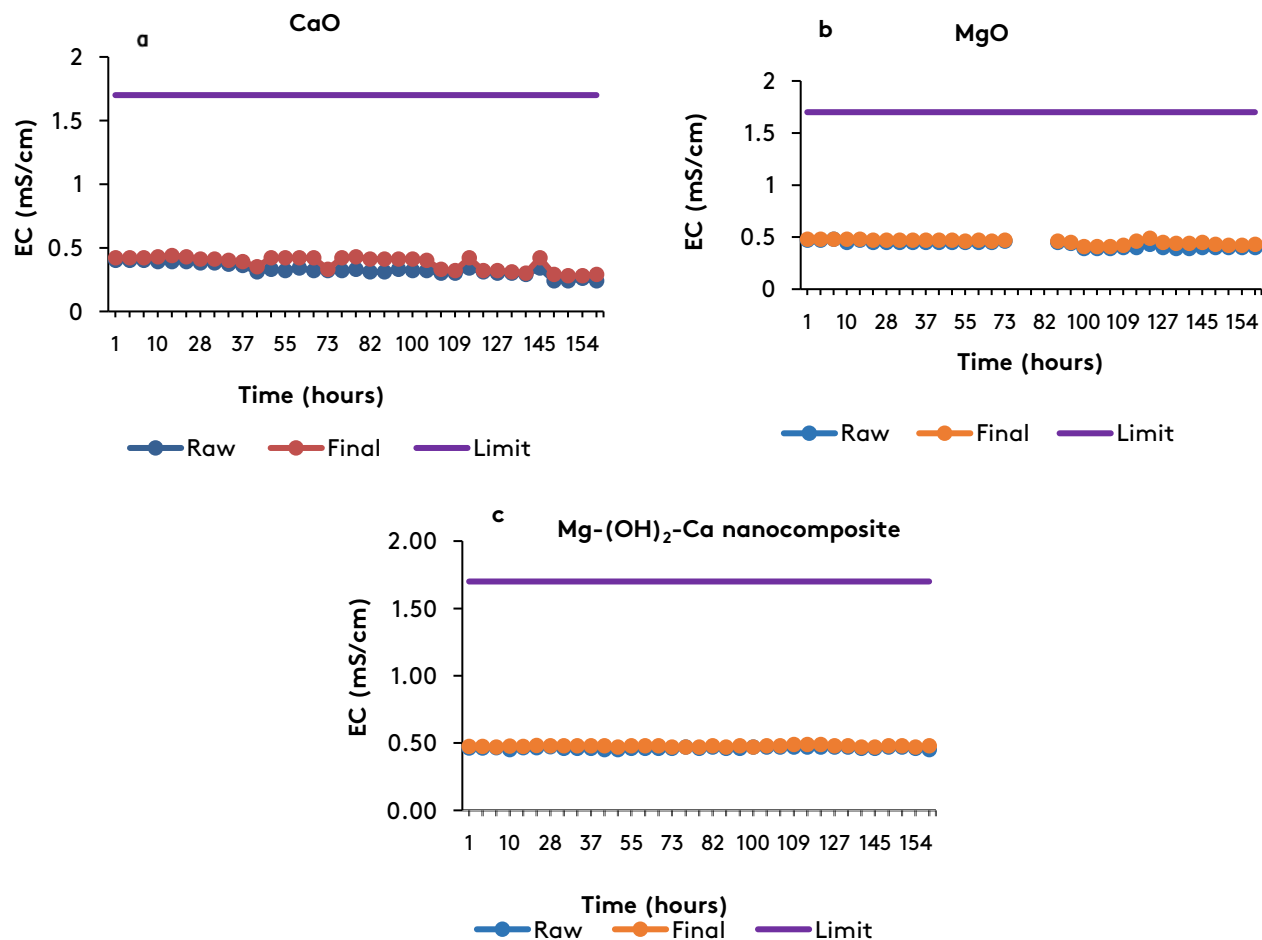 a
CaO
EC (mS/cm)
2
1.5
1
0.5
0
1 10 28 37 55 73 82 100 109 127 145 154
Time (hours)
Raw Final Limit
b
MgO
EC (mS/cm)
2
1.5
1
0.5
0
1 10 28 37 55 73 82 100 109 127 145 154
Time (hours)
Raw Final Limit
c
Mg-(OH)₂-Ca nanocomposite
EC (mS/cm)
2.00
1.50
1.00
0.50
0.00
1 10 28 37 55 73 82 100 109 127 145 154
Time (hours)
Raw Final Limit